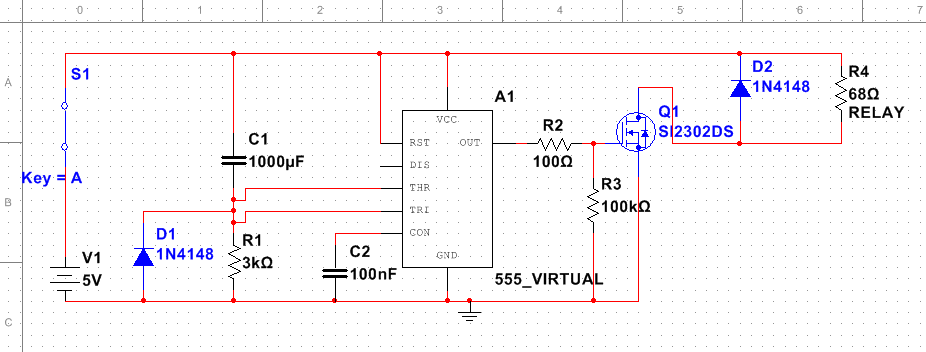 0 1 2 3 4 5 6 7
A
S1
D2
1N4148
R4
68Ω
RELAY
A1
VCC
Q1
SI2302DS
C1
1000µF
RST
OUT
R2
100Ω
DIS
Key = A
THR
R3
100kΩ
B
TRI
CON
D1
1N4148
R1
3kΩ
C2
100nF
GND
V1
5V
555_VIRTUAL
C